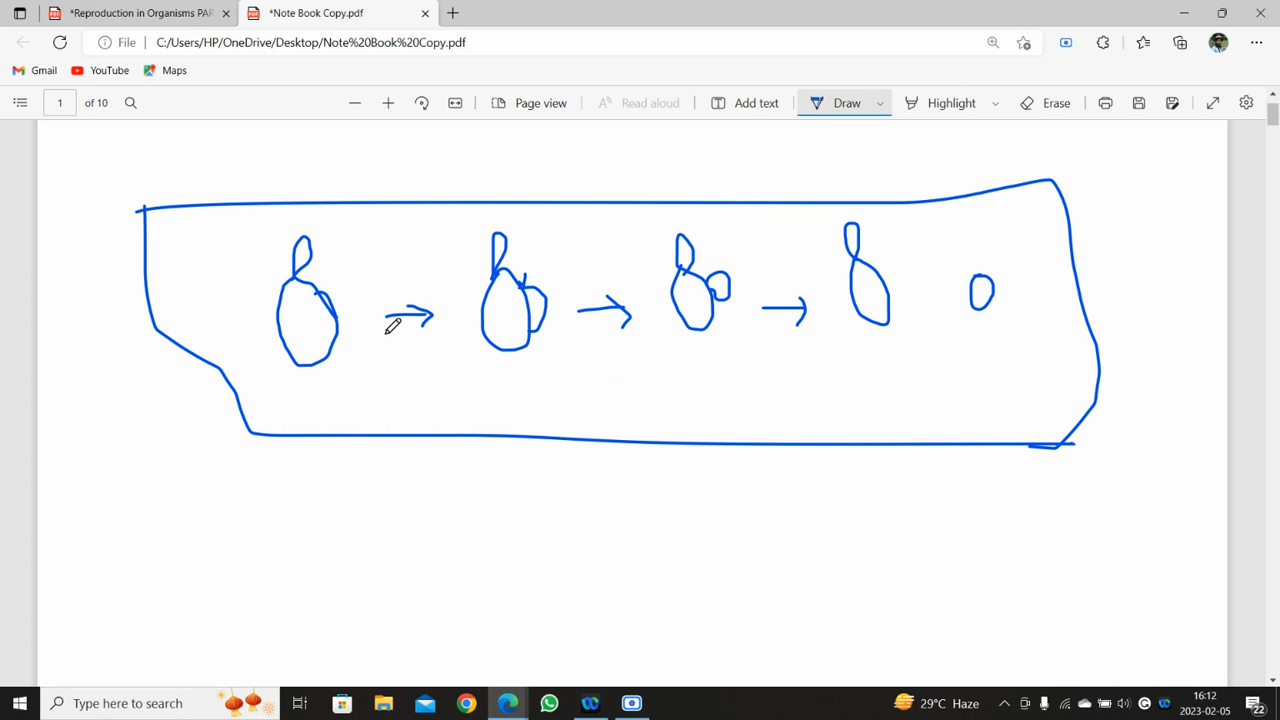 *Reproduction in Organisms PAR
*Note Book Copy.pdf
File
C:/Users/HP/OneDrive/Desktop/Note%20Book%20Copy.pdf
Gmail
YouTube
Maps
1 of 10
Page view
Read aloud
Add text
Draw
Highlight
Erase
Type here to search
29°C Haze
16:12
2023-02-05
22